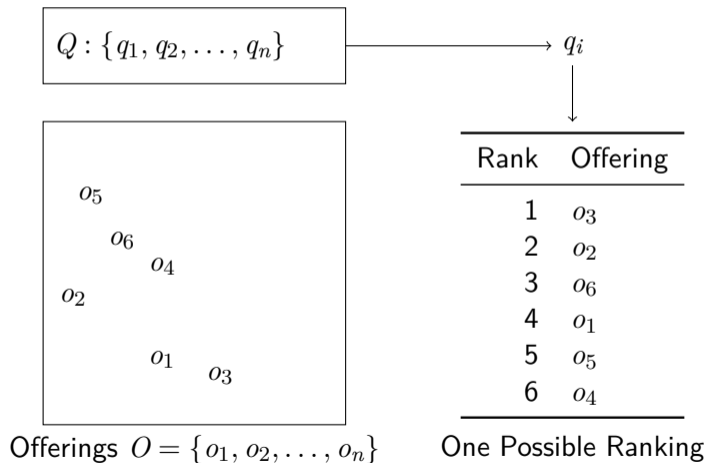 Q : {q₁, q₂, . . . , qₙ}
qᵢ
o₅
o₆
o₄
o₂
o₁
o₃
Offerings O = {o₁, o₂, . . . , oₙ}
Rank Offering
1 o₃
2 o₂
3 o₆
4 o₁
5 o₅
6 o₄
One Possible Ranking